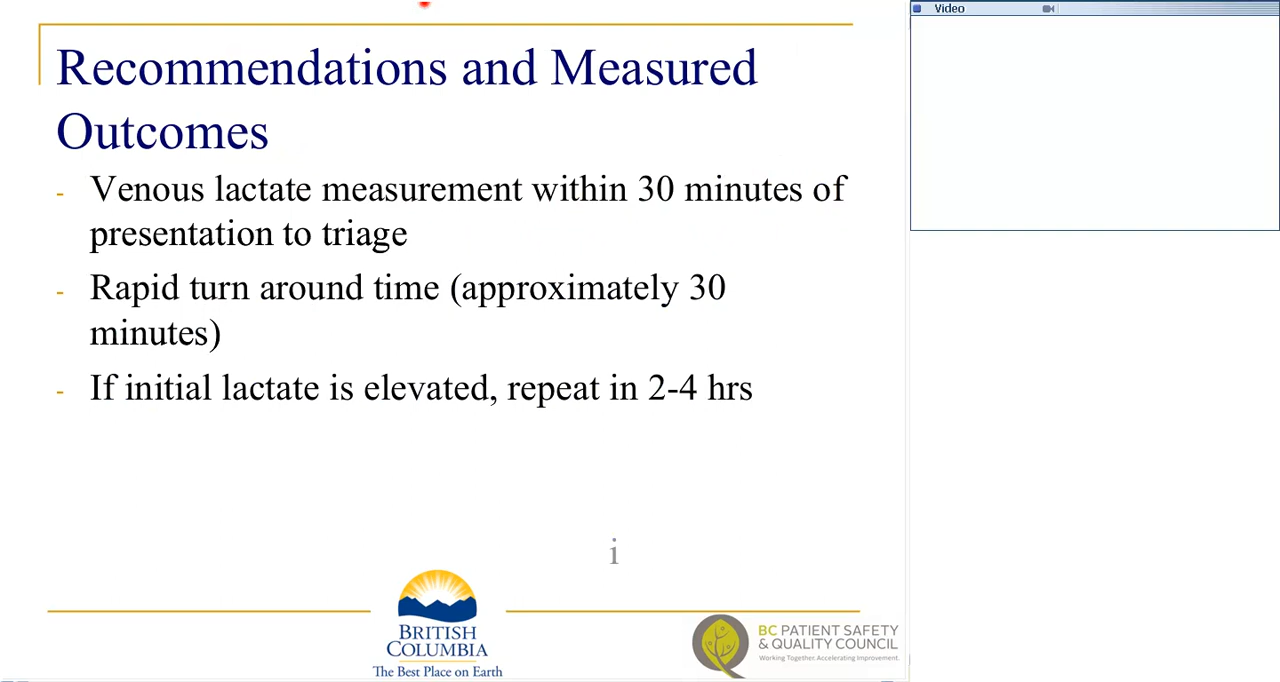 Video
Recommendations and Measured
Outcomes
- Venous lactate measurement within 30 minutes of
presentation to triage
- Rapid turn around time (approximately 30
minutes)
- If initial lactate is elevated, repeat in 2-4 hrs
i
BRITISH
COLUMBIA
The Best Place on Earth
BC PATIENT SAFETY
& QUALITY COUNCIL
Working Together. Accelerating Improvement.